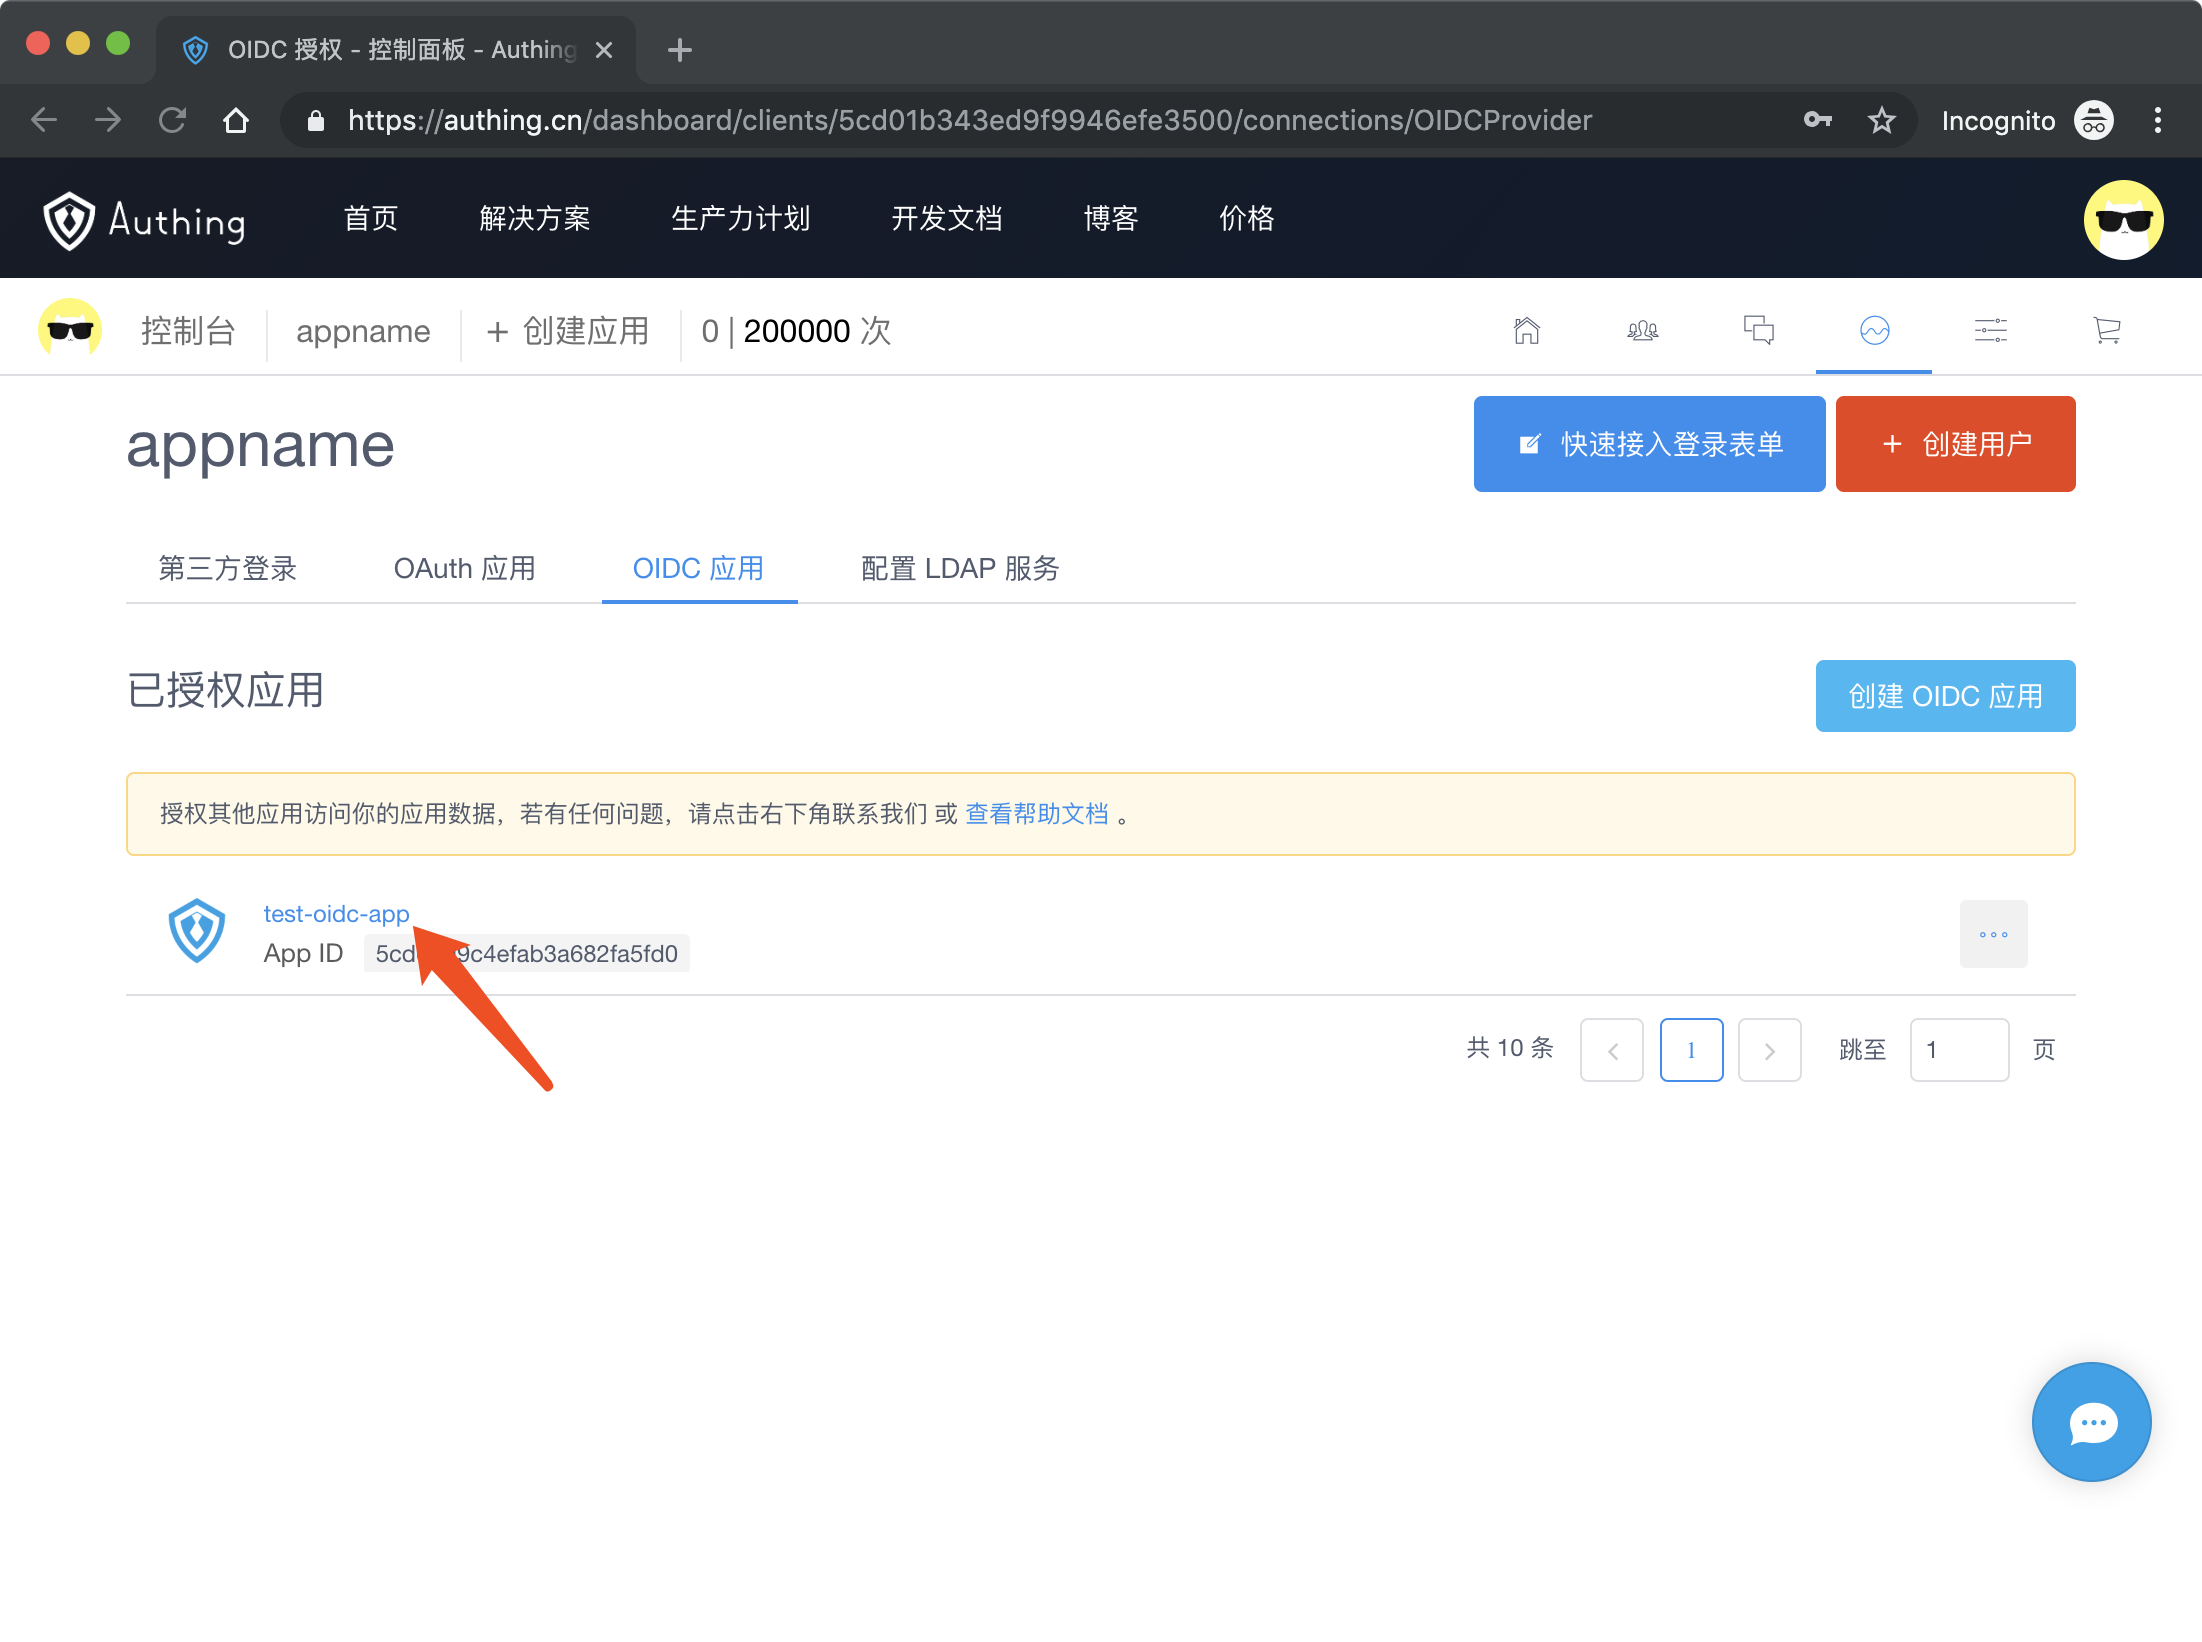 OIDC 授权 - 控制面板 - Authing
https://authing.cn/dashboard/clients/5cd01b343ed9f9946efe3500/connections/OIDCProvider
Incognito
Authing
首页 解决方案 生产力计划 开发文档 博客 价格
控制台 appname + 创建应用 0 | 200000 次
appname
快速接入登录表单
+ 创建用户
第三方登录 OAuth 应用 OIDC 应用 配置 LDAP 服务
已授权应用
创建 OIDC 应用
授权其他应用访问你的应用数据，若有任何问题，请点击右下角联系我们 或 查看帮助文档 。
test-oidc-app
App ID
共 10 条 1 跳至 1 页